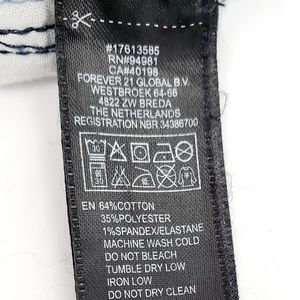 #17613585
RN#94981
CA#40198
FOREVER 21 GLOBAL B.V.
WESTBROEK 64-66
4822 ZW BREDA
THE NETHERLANDS
REGISTRATION NBR 34386700
EN 64%COTTON
35%POLYESTER
1%SPANDEX/ELASTANE
MACHINE WASH COLD
DO NOT BLEACH
TUMBLE DRY LOW
IRON LOW
DO NOT DRY CLEAN